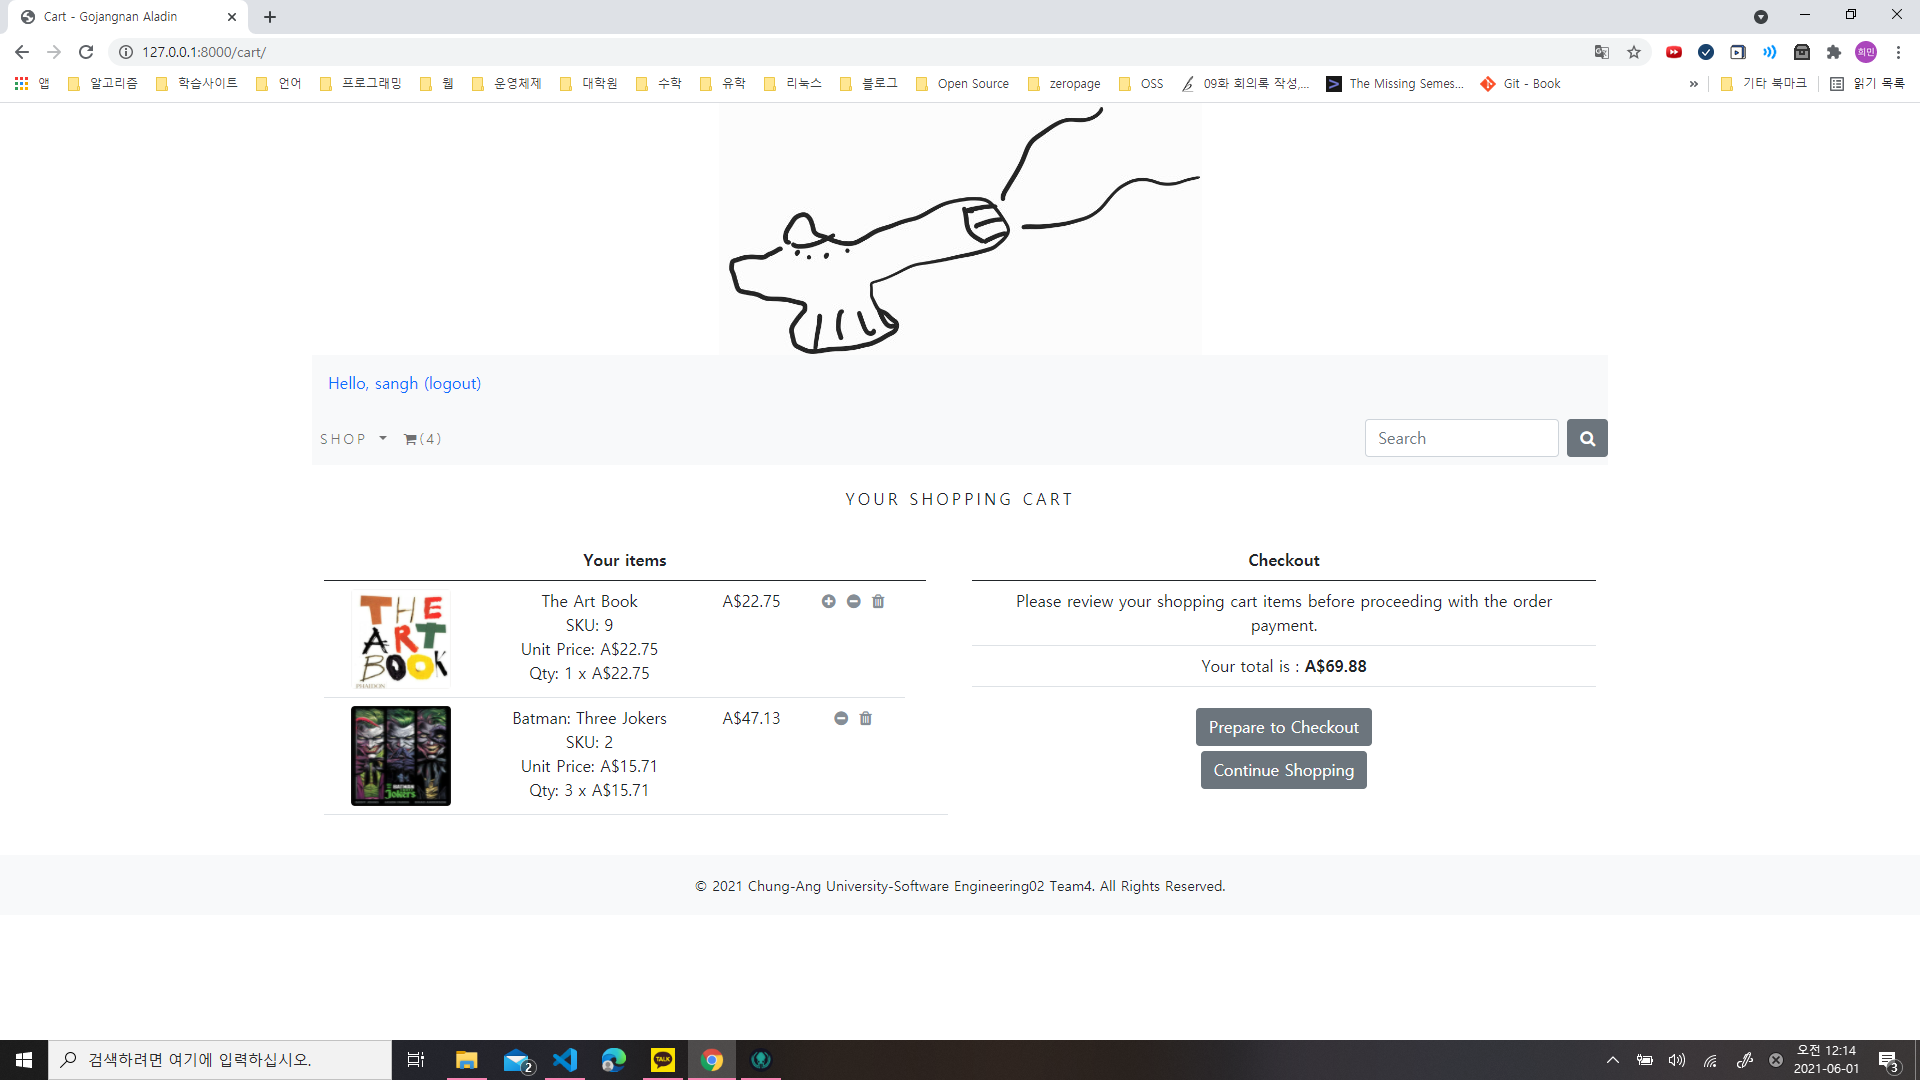 Cart - Gojangnan Aladin
127.0.0.1:8000/cart/
희민
앱 알고리즘 학습사이트 언어 프로그래밍 웹 운영체제 대학원 수학 유학 리눅스 블로그 Open Source zeropage OSS 09화 회의록 작성,... The Missing Semes... Git - Book » 기타 북마크 읽기 목록
Hello, sangh (logout)
SHOP (4)
Search
YOUR SHOPPING CART
Your items
THE ART BOOK
PHAIDON
The Art Book
SKU: 9
Unit Price: A$22.75
Qty: 1 x A$22.75
A$22.75
BATMAN
JOKERS
Batman: Three Jokers
SKU: 2
Unit Price: A$15.71
Qty: 3 x A$15.71
A$47.13
Checkout
Please review your shopping cart items before proceeding with the order
payment.
Your total is : A$69.88
Prepare to Checkout
Continue Shopping
© 2021 Chung-Ang University-Software Engineering02 Team4. All Rights Reserved.
검색하려면 여기에 입력하십시오.
2
TALK
오전 12:14
2021-06-01
3